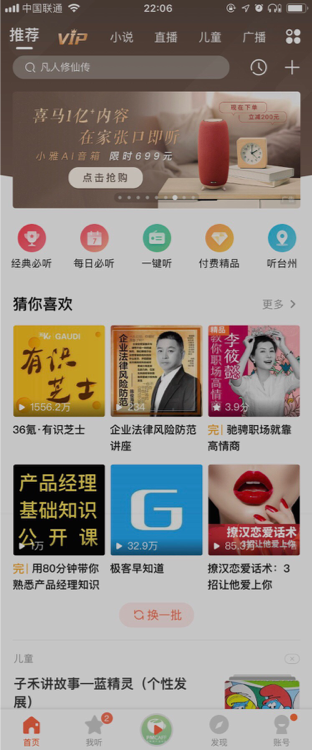 中国联通
22:06
推荐
VIP
小说
直播
儿童
广播
凡人修仙传
喜马1亿+内容
在家张口即听
小雅AI音箱 限时699元
点击抢购
现在下单
立减200元
经典必听
每日必听
一键听
付费精品
听台州
猜你喜欢
更多
GAUDI
有识芝士
1556.2万
企业法律风险防范
234
精品
李筱懿
教你职场高情商
3.9分
36氪·有识芝士
企业法律风险防范
讲座
完 驰骋职场就靠
高情商
产品经理
基础知识
公开课
G
32.9万
撩汉恋爱话术
3招让他爱上你
完 用80分钟带你
熟悉产品经理知识
极客早知道
撩汉恋爱话术：3
招让他爱上你
换一批
儿童
子禾讲故事—蓝精灵（个性发
展）
首页
我听
2
发现
账号